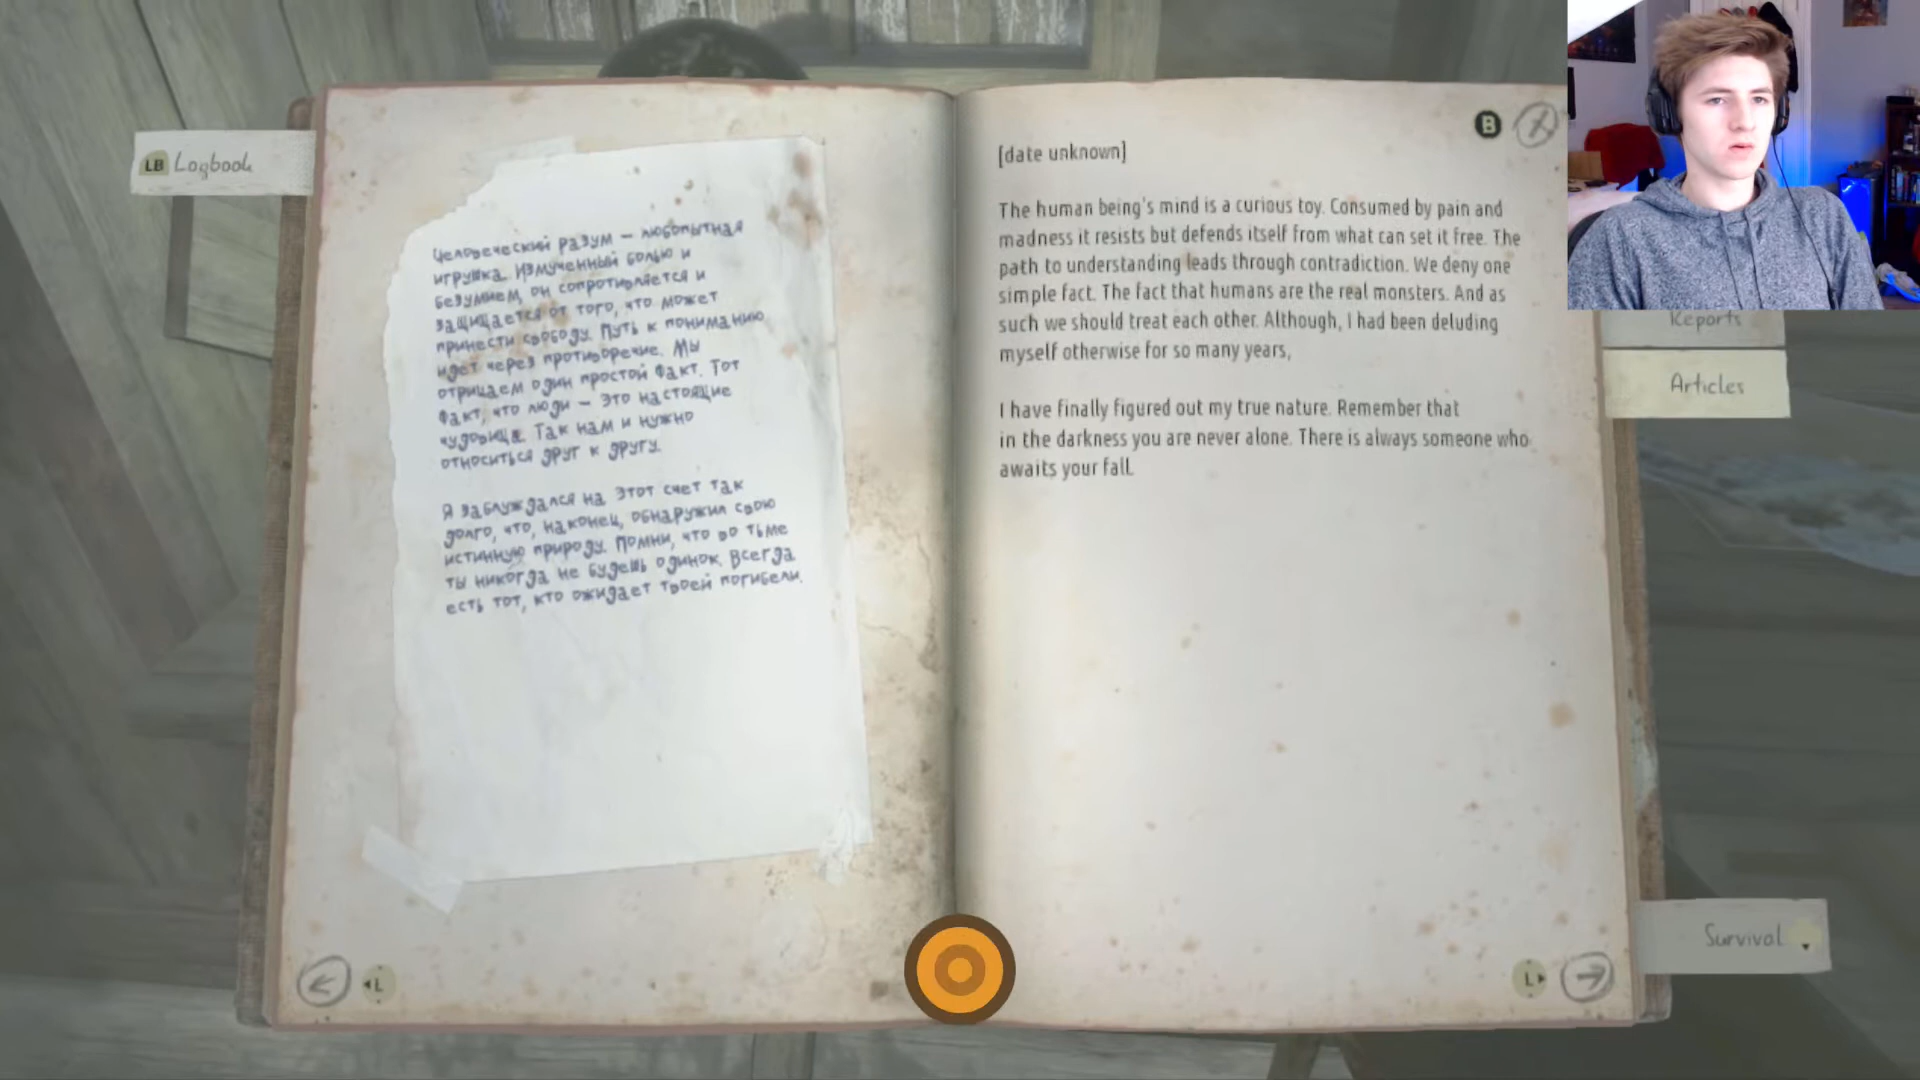 LB Logbook
Человеческий разум – любопытная
игрушка. Измученный болью и
безумием, он сопротивляется и
защищается от того, что может
принести свободу. Путь к пониманию
идет через противоречие. Мы
отрицаем один простой факт. Тот
факт, что люди – это настоящие
чудовища. Так нам и нужно
относиться друг к другу.
Я заблуждался на этот счет так
долго, что, наконец, обнаружил свою
истинную природу. Помни, что во тьме
ты никогда не будешь одинок. Всегда
есть тот, кто ожидает твоей погибели.
L
B
[date unknown]
The human being's mind is a curious toy. Consumed by pain and
madness it resists but defends itself from what can set it free. The
path to understanding leads through contradiction. We deny one
simple fact. The fact that humans are the real monsters. And as
such we should treat each other. Although, I had been deluding
myself otherwise for so many years,
I have finally figured out my true nature. Remember that
in the darkness you are never alone. There is always someone who
awaits your fall.
L
Reports
Articles
Survival